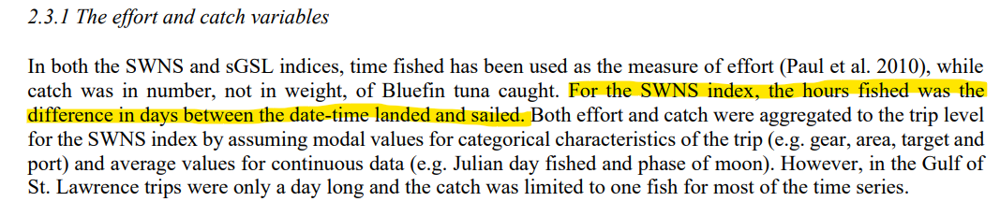 2.3.1 The effort and catch variables
In both the SWNS and sGSL indices, time fished has been used as the measure of effort (Paul et al. 2010), while
catch was in number, not in weight, of Bluefin tuna caught. For the SWNS index, the hours fished was the
difference in days between the date-time landed and sailed. Both effort and catch were aggregated to the trip level
for the SWNS index by assuming modal values for categorical characteristics of the trip (e.g. gear, area, target and
port) and average values for continuous data (e.g. Julian day fished and phase of moon). However, in the Gulf of
St. Lawrence trips were only a day long and the catch was limited to one fish for most of the time series.